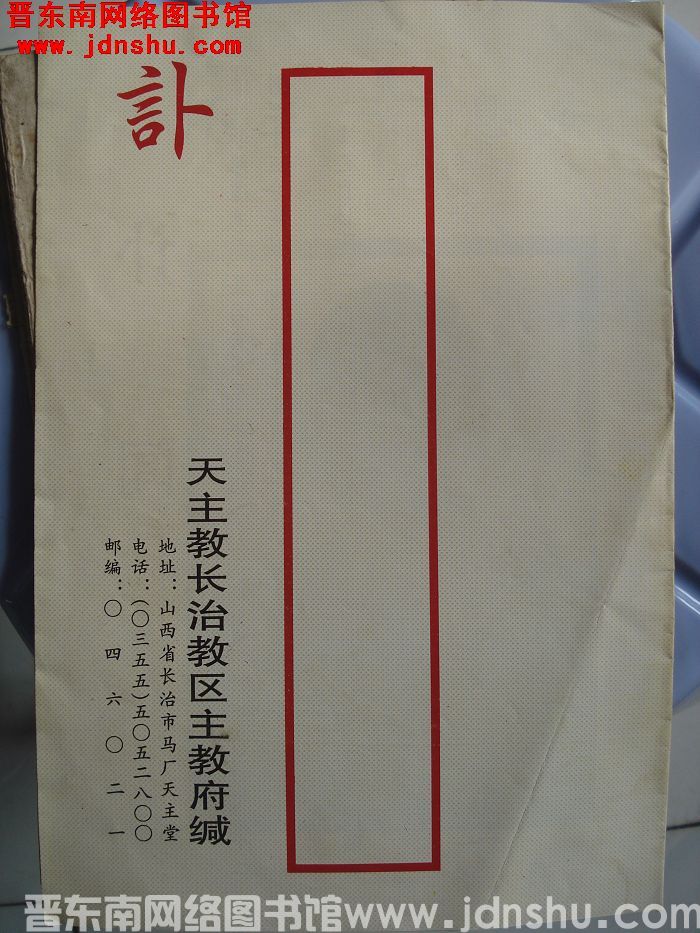 晋东南网络图书馆
www.jdnshu.com
訃
天主教长治教区主教府缄
地址：山西省长治市马厂天主堂
电话：(〇三五五)五〇五二八〇〇
邮编：〇四六〇二一
晋东南网络图书馆www.jdnshu.com